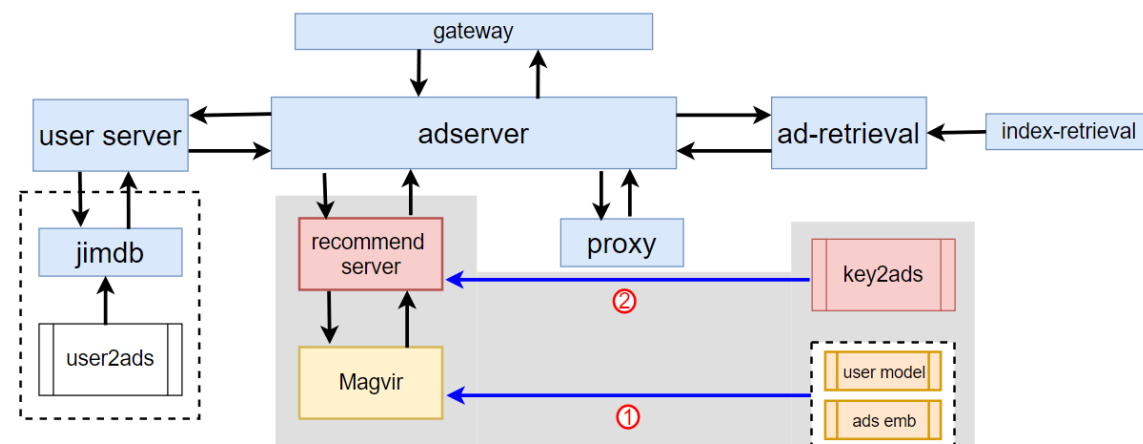 gateway
user server
adserver
ad-retrieval
index-retrieval
jimdb
recommend
server
proxy
key2ads
②
user2ads
Magvir
user model
①
ads emb